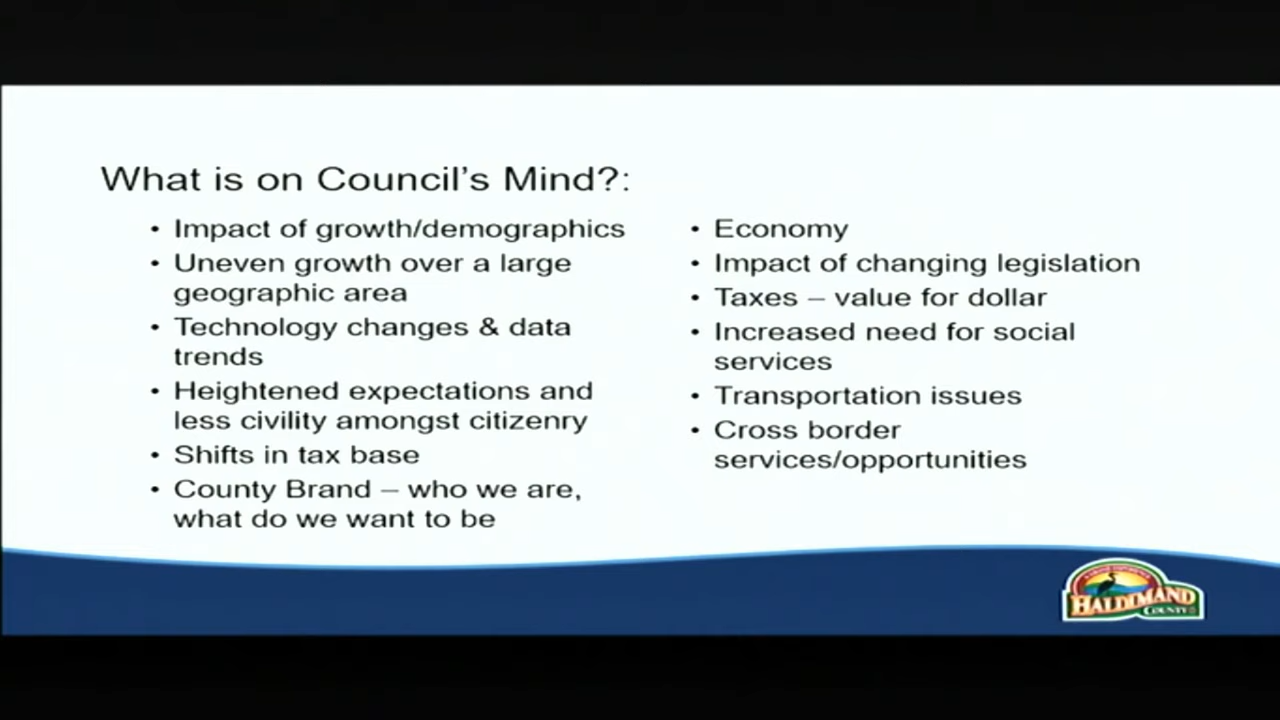 What is on Council's Mind?:
• Impact of growth/demographics
• Uneven growth over a large
geographic area
• Technology changes & data
trends
• Heightened expectations and
less civility amongst citizenry
• Shifts in tax base
• County Brand – who we are,
what do we want to be
• Economy
• Impact of changing legislation
• Taxes – value for dollar
• Increased need for social
services
• Transportation issues
• Cross border
services/opportunities
HALDIMAND
COUNTY